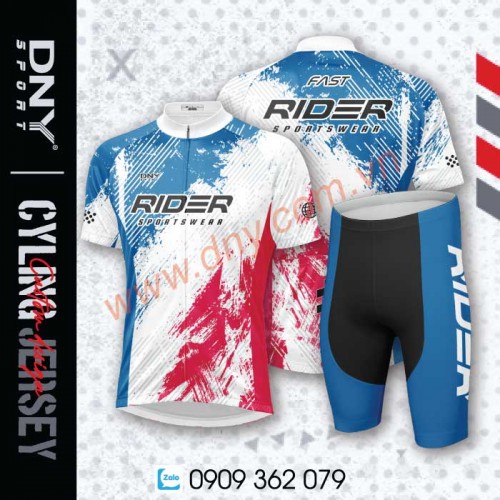 DNY®
SPORT
CYLING JERSEY
Custom design
FAST
RIDER
SPORTSWEAR
DNY
RIDER
SPORTSWEAR
www.dny.com.vn
RIDER
Zalo
0909 362 079